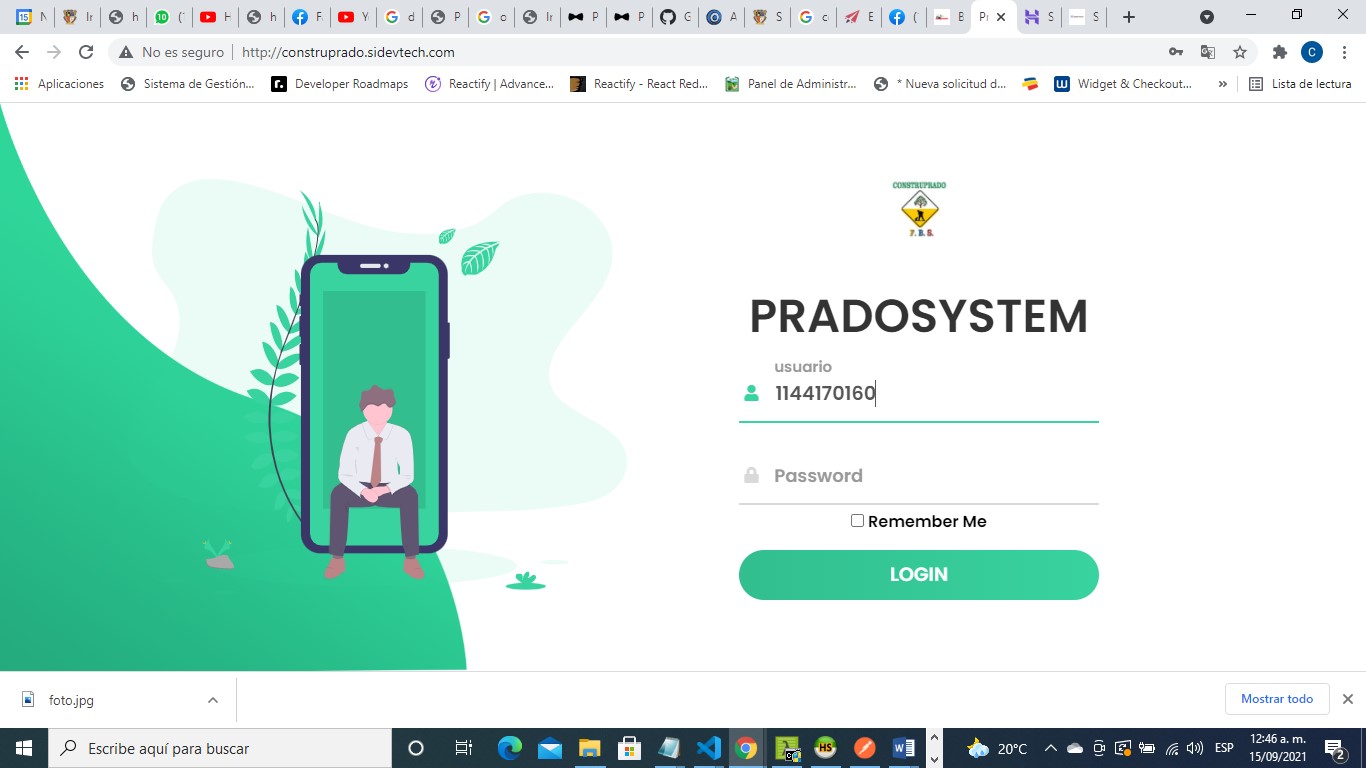 No es seguro
http://construprado.sidevtech.com
Aplicaciones
Sistema de Gestión...
Developer Roadmaps
Reactify | Advance...
Reactify - React Red...
Panel de Administr...
* Nueva solicitud d...
Widget & Checkout...
»
Lista de lectura
CONSTRUPRADO
PRADOSYSTEM
usuario
1144170160
Password
Remember Me
LOGIN
foto.jpg
Mostrar todo
Escribe aquí para buscar
20°C
ESP
12:46 a. m.
15/09/2021
2